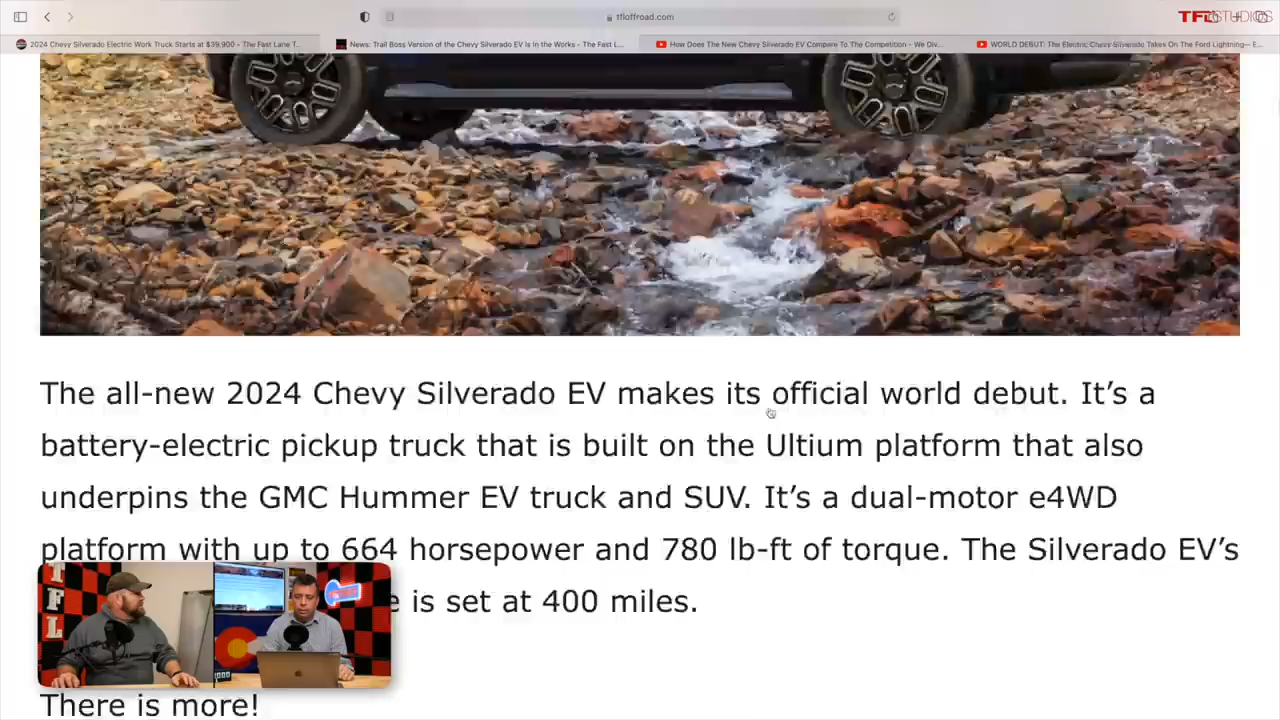 tfloffroad.com
TFL STUDIOS
2024 Chevy Silverado Electric Work Truck Starts at $39,900 - The Fast Lane T...
News: Trail Boss Version of the Chevy Silverado EV Is In the Works - The Fast L...
How Does The New Chevy Silverado EV Compare To The Competition - We Div...
WORLD DEBUT: The Electric Chevy Silverado Takes On The Ford Lightning— E...
The all-new 2024 Chevy Silverado EV makes its official world debut. It’s a
battery-electric pickup truck that is built on the Ultium platform that also
underpins the GMC Hummer EV truck and SUV. It’s a dual-motor e4WD
platform with up to 664 horsepower and 780 lb-ft of torque. The Silverado EV’s
e is set at 400 miles.
TFL
There is more!